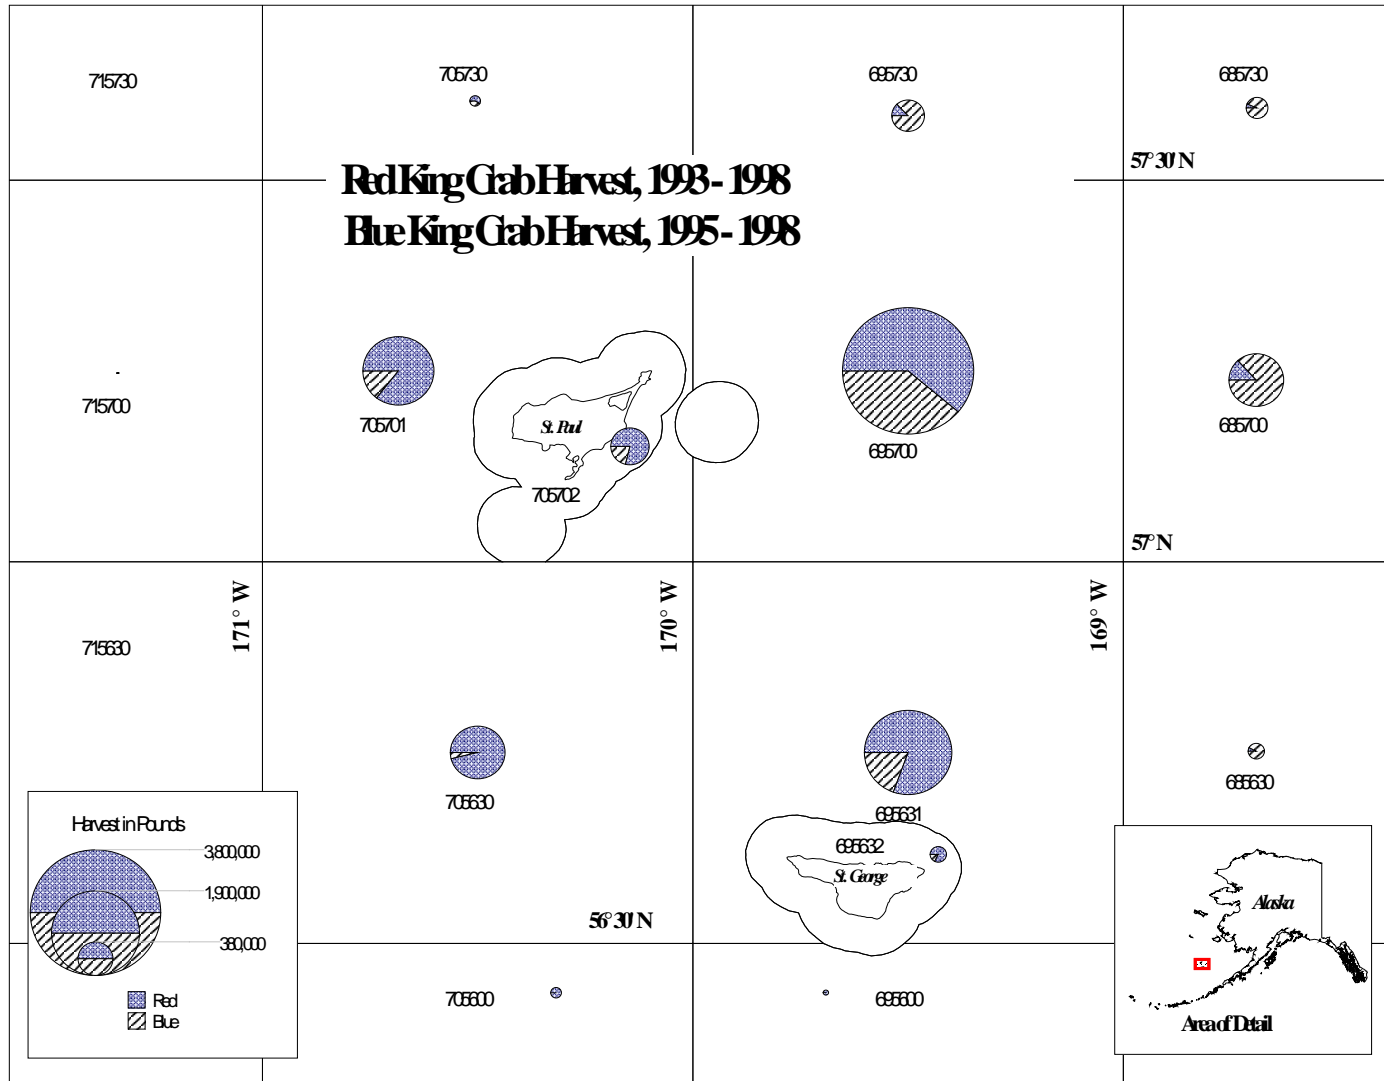 715730
705730
695730
685730
57° 30' N
Red King Crab Harvest, 1993 - 1998
Blue King Crab Harvest, 1995 - 1998
715700
705701
St. Paul
705702
695700
685700
57° N
171° W
170° W
169° W
715630
705630
695631
685630
695632
St. George
56° 30' N
705600
695600
Harvest in Pounds
3,800,000
1,900,000
380,000
Red
Blue
Alaska
Area of Detail